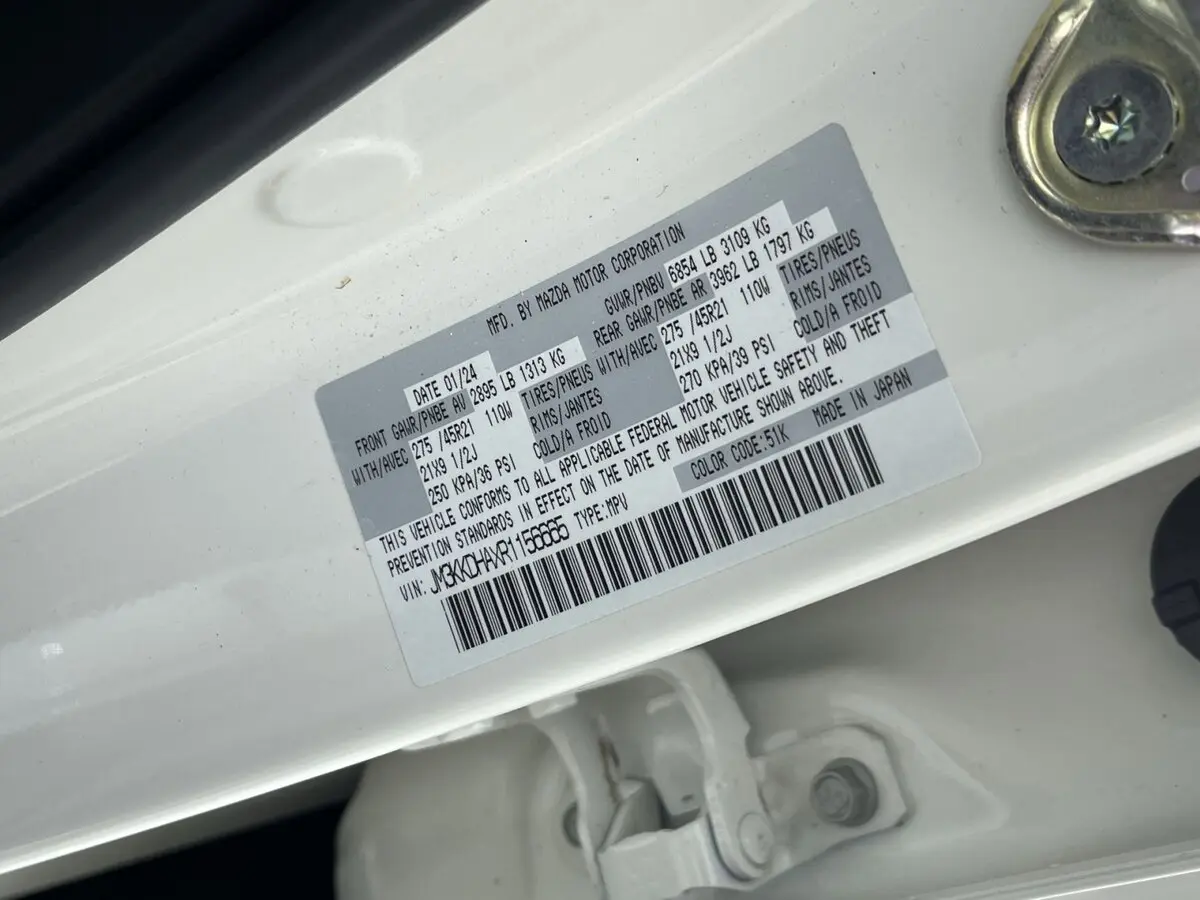 MFD. BY MAZDA MOTOR CORPORATION
DATE 01/24 GVWR/PNBV 6854 LB 3109 KG
FRONT GAWR/PNBE AV 2895 LB 1313 KG REAR GAWR/PNBE AR 3962 LB 1797 KG
WITH/AVEC 275 /45R21 110W TIRES/PNEUS WITH/AVEC 275 /45R21 110W TIRES/PNEUS
21X9 1/2J RIMS/JANTES 21X9 1/2J RIMS/JANTES
250 KPA/36 PSI COLD/A FROID 270 KPA/39 PSI COLD/A FROID
THIS VEHICLE CONFORMS TO ALL APPLICABLE FEDERAL MOTOR VEHICLE SAFETY AND THEFT
PREVENTION STANDARDS IN EFFECT ON THE DATE OF MANUFACTURE SHOWN ABOVE.
VIN: JM3KKDHAXR1156665 TYPE:MPV COLOR CODE:51K MADE IN JAPAN